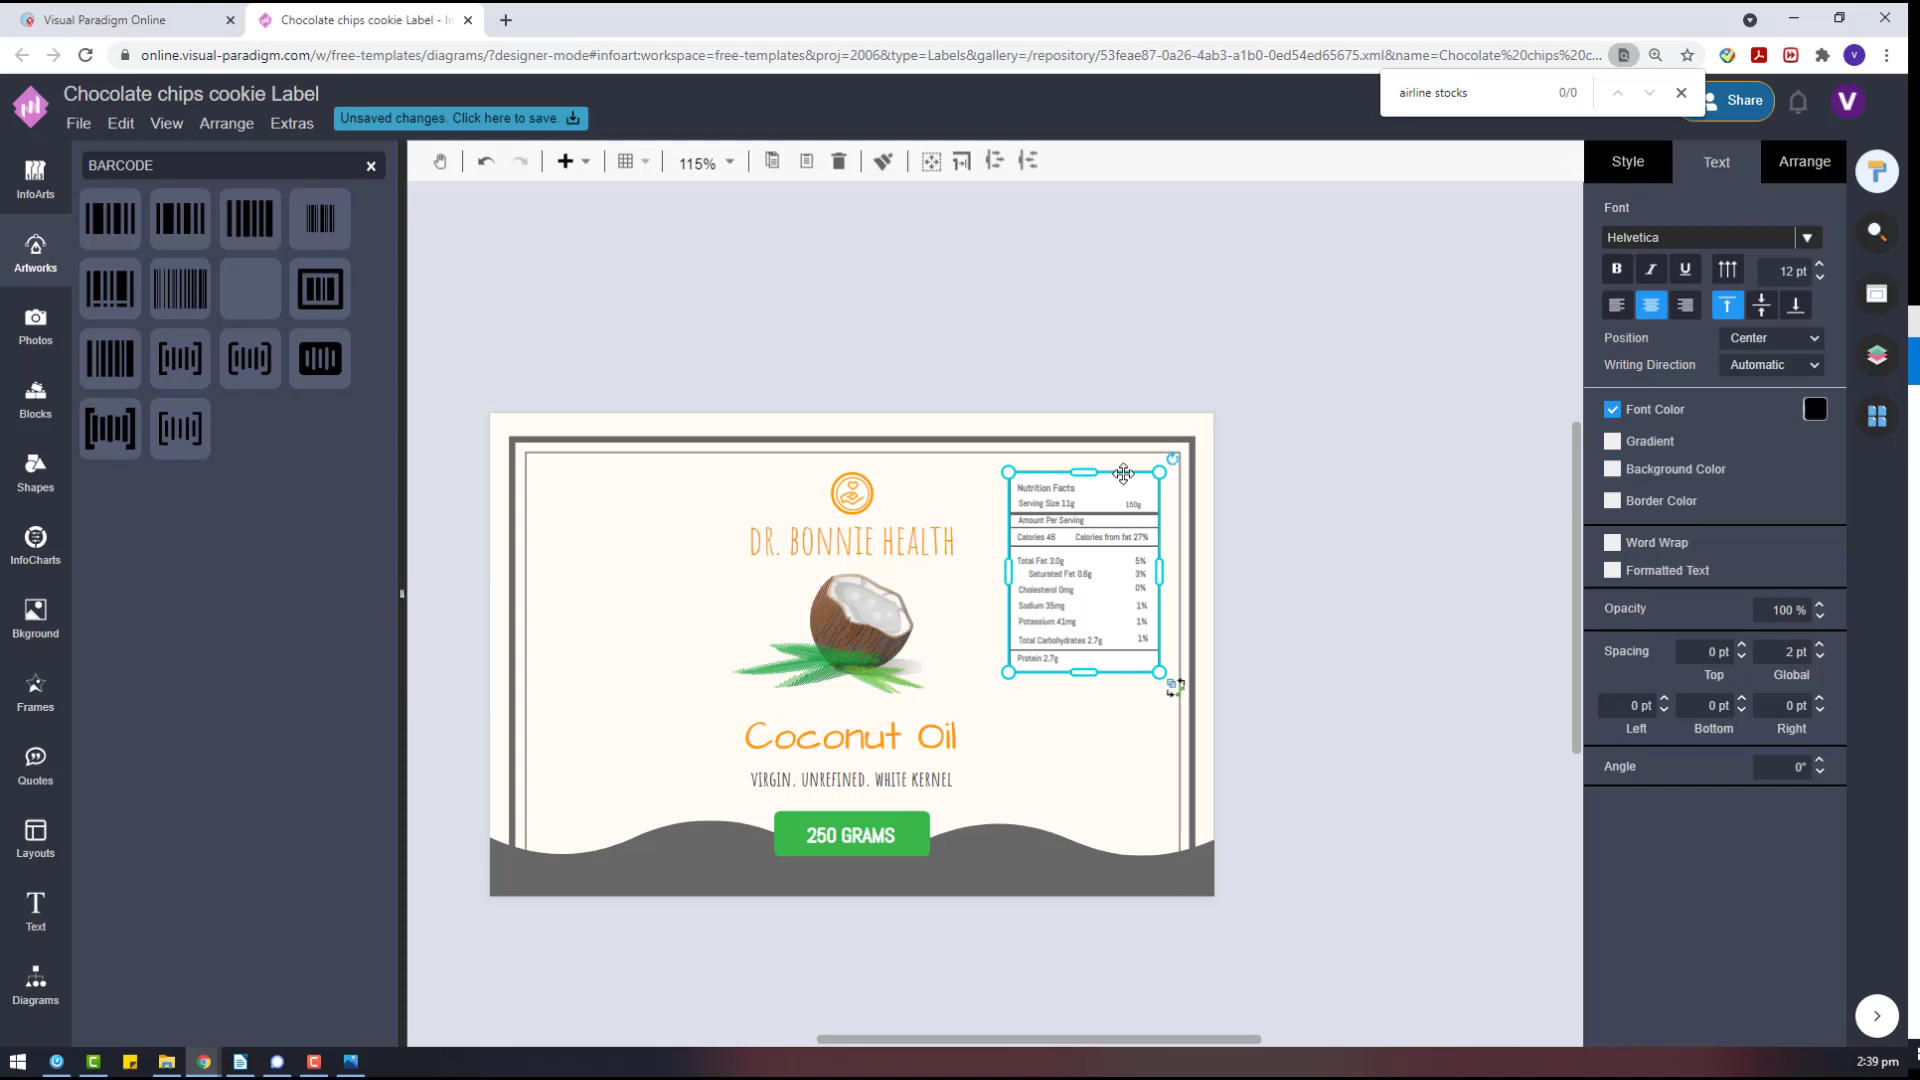 Visual Paradigm Online
Chocolate chips cookie Label - In
online.visual-paradigm.com/w/free-templates/diagrams/?designer-mode#infoart:workspace=free-templates&proj=2006&type=Labels&gallery=/repository/53feae87-0a26-4ab3-a1b0-0ed54ed65675.xml&name=Chocolate%20chips%20c...
V
airline stocks 0/0
Chocolate chips cookie Label
File Edit View Arrange Extras
Unsaved changes. Click here to save.
Share
V
InfoArts
Artworks
Photos
Blocks
Shapes
InfoCharts
Bkground
Frames
Quotes
Layouts
Text
Diagrams
BARCODE
115%
DR. BONNIE HEALTH
Coconut Oil
VIRGIN. UNREFINED. WHITE KERNEL
250 GRAMS
Nutrition Facts
Serving Size 11g 150g
Amount Per Serving
Calories 46 Calories from fat 27%
Total Fat 3.0g 5%
Saturated Fat 0.6g 3%
Cholesterol 0mg 0%
Sodium 35mg 1%
Potassium 41mg 1%
Total Carbohydrates 2.7g 1%
Protein 2.7g
Style Text Arrange
Font
Helvetica
B I U 12 pt
Position Center
Writing Direction Automatic
Font Color
Gradient
Background Color
Border Color
Word Wrap
Formatted Text
Opacity 100 %
Spacing 0 pt 2 pt
Top Global
0 pt 0 pt 0 pt
Left Bottom Right
Angle 0°
2:39 pm